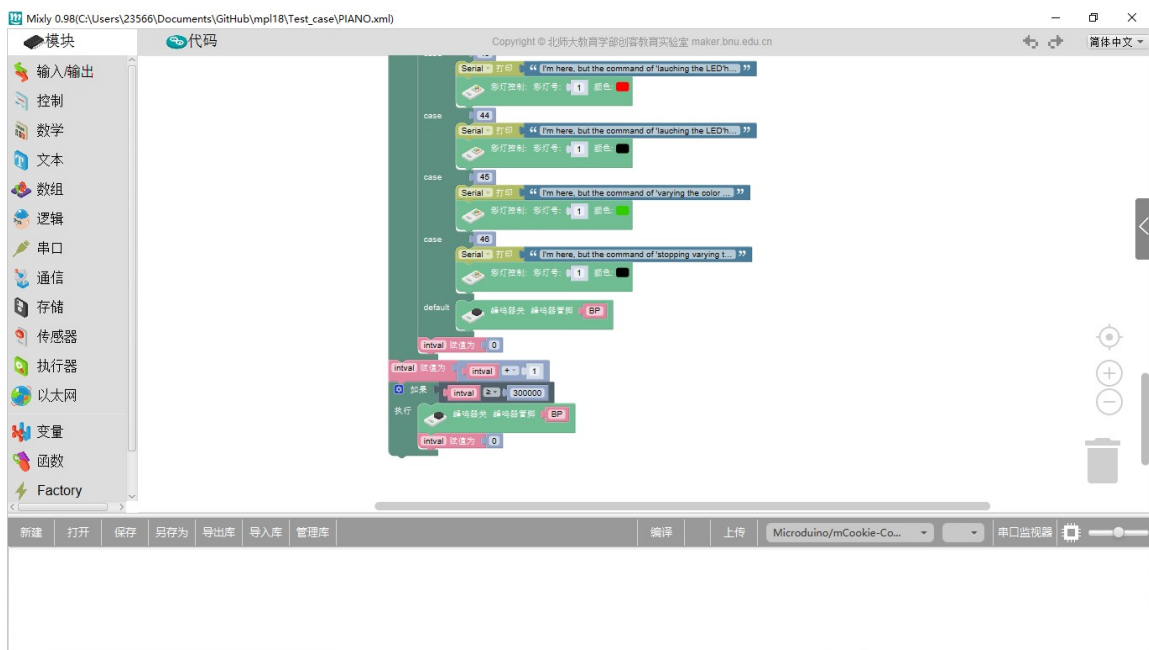 Mixly 0.98(C:\Users\23566\Documents\GitHub\mpl18\Test_case\PIANO.xml)
模块 代码 Copyright © 北师大教育学部创客教育实验室 maker.bnu.edu.cn 简体中文
输入/输出
控制
数学
文本
数组
逻辑
串口
通信
存储
传感器
执行器
以太网
变量
函数
Factory
Serial 打印 “ I'm here, but the command of 'lauching the LED'h... ”
彩灯控制: 彩灯号: 1 颜色:
case 44
Serial 打印 “ I'm here, but the command of 'lauching the LED'h... ”
彩灯控制: 彩灯号: 1 颜色:
case 45
Serial 打印 “ I'm here, but the command of 'varying the color ... ”
彩灯控制: 彩灯号: 1 颜色:
case 46
Serial 打印 “ I'm here, but the command of 'stopping varying t... ”
彩灯控制: 彩灯号: 1 颜色:
default 蜂鸣器关 蜂鸣器管脚 BP
intval 赋值为 0
intval 赋值为 intval + 1
如果 intval ≥ 300000
执行 蜂鸣器关 蜂鸣器管脚 BP
intval 赋值为 0
新建 打开 保存 另存为 导出库 导入库 管理库 编译 上传 Microduino/mCookie-Co... 串口监视器